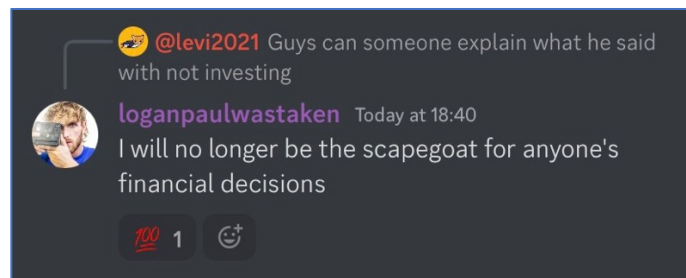 @levi2021 Guys can someone explain what he said
with not investing
loganpaulwastaken Today at 18:40
I will no longer be the scapegoat for anyone's
financial decisions
💯 1